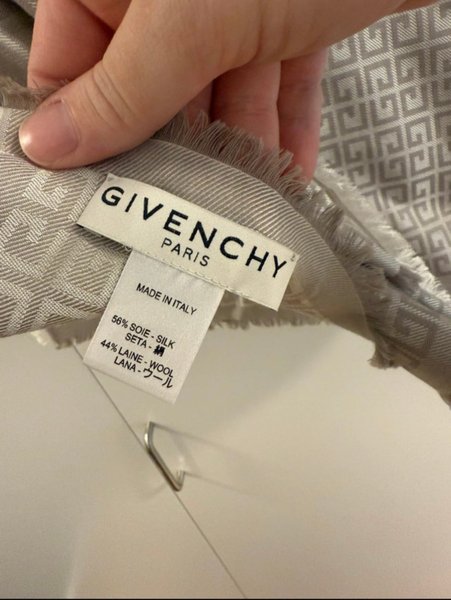 GIVENCHY
PARIS
MADE IN ITALY
56% SOIE - SILK
SETA - 絹
44% LAINE - WOOL
LANA - ウール